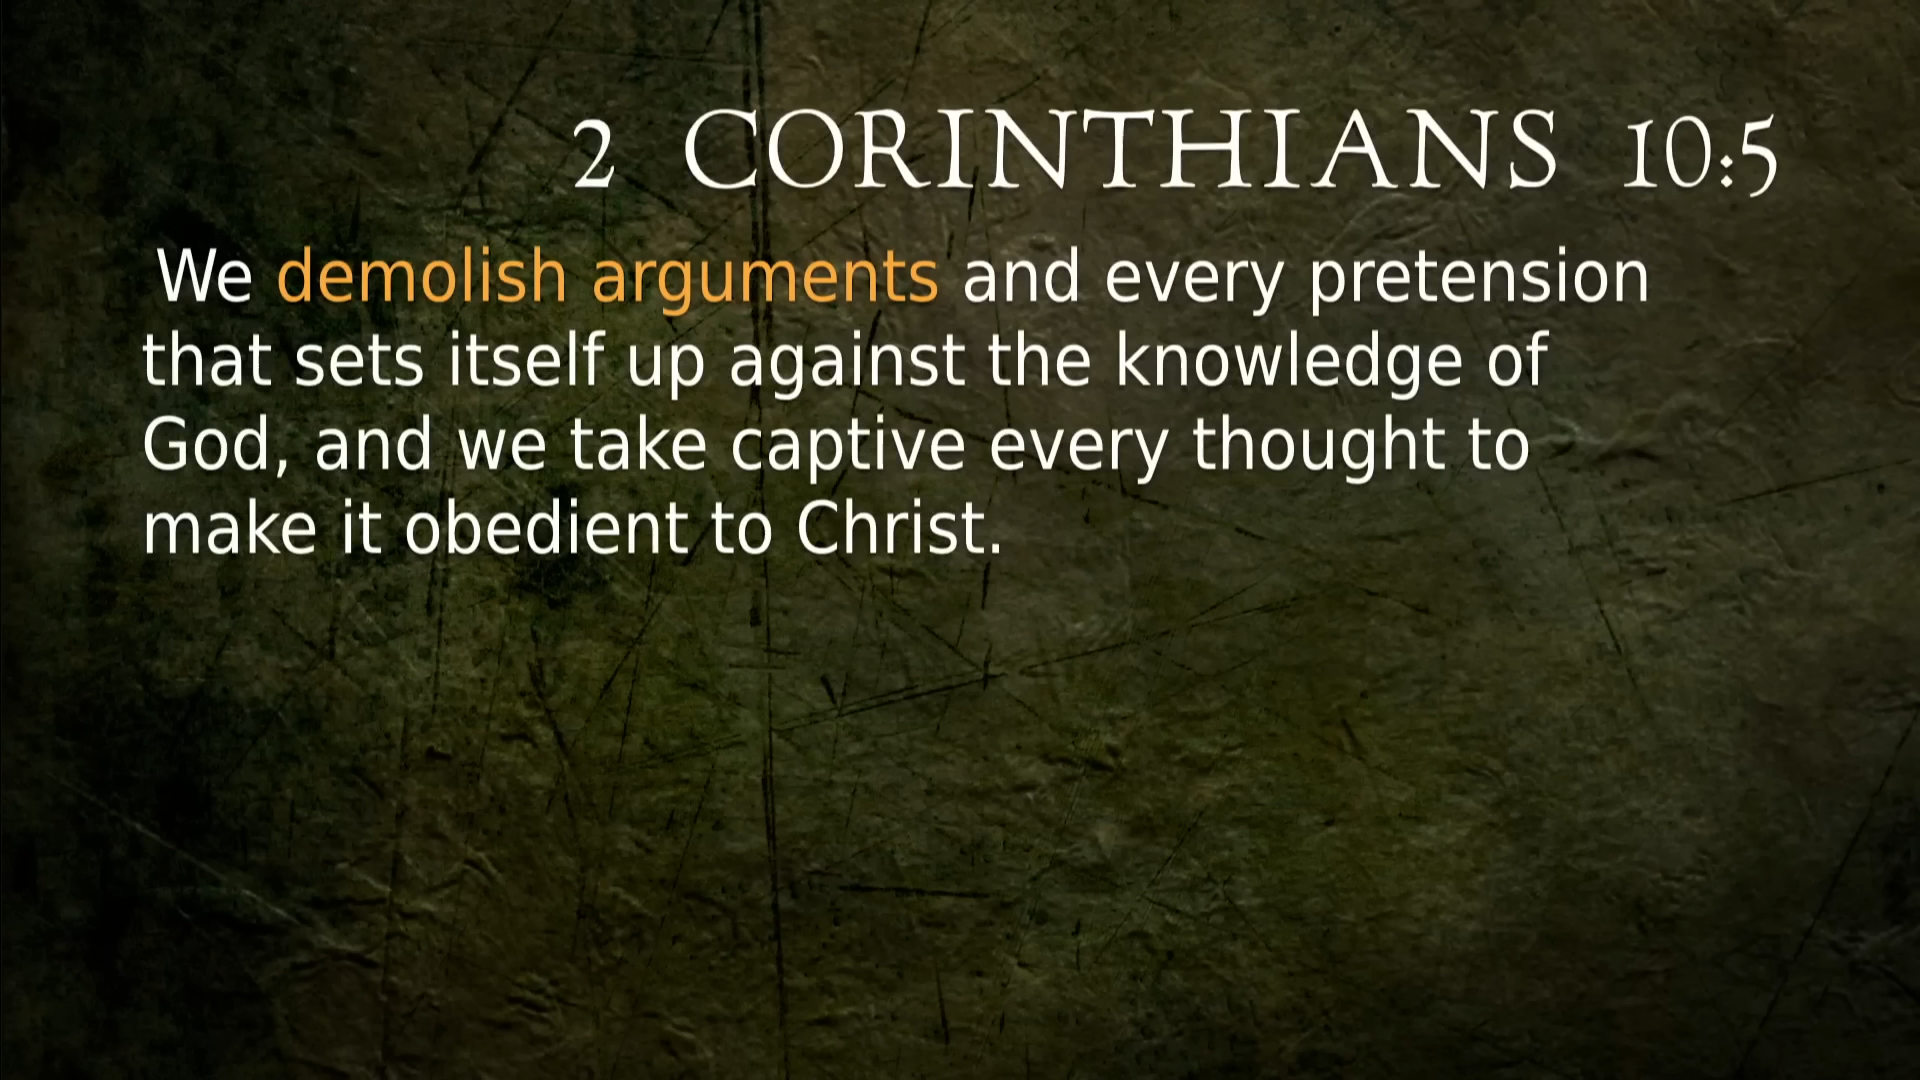 2 CORINTHIANS 10:5
We demolish arguments and every pretension
that sets itself up against the knowledge of
God, and we take captive every thought to
make it obedient to Christ.